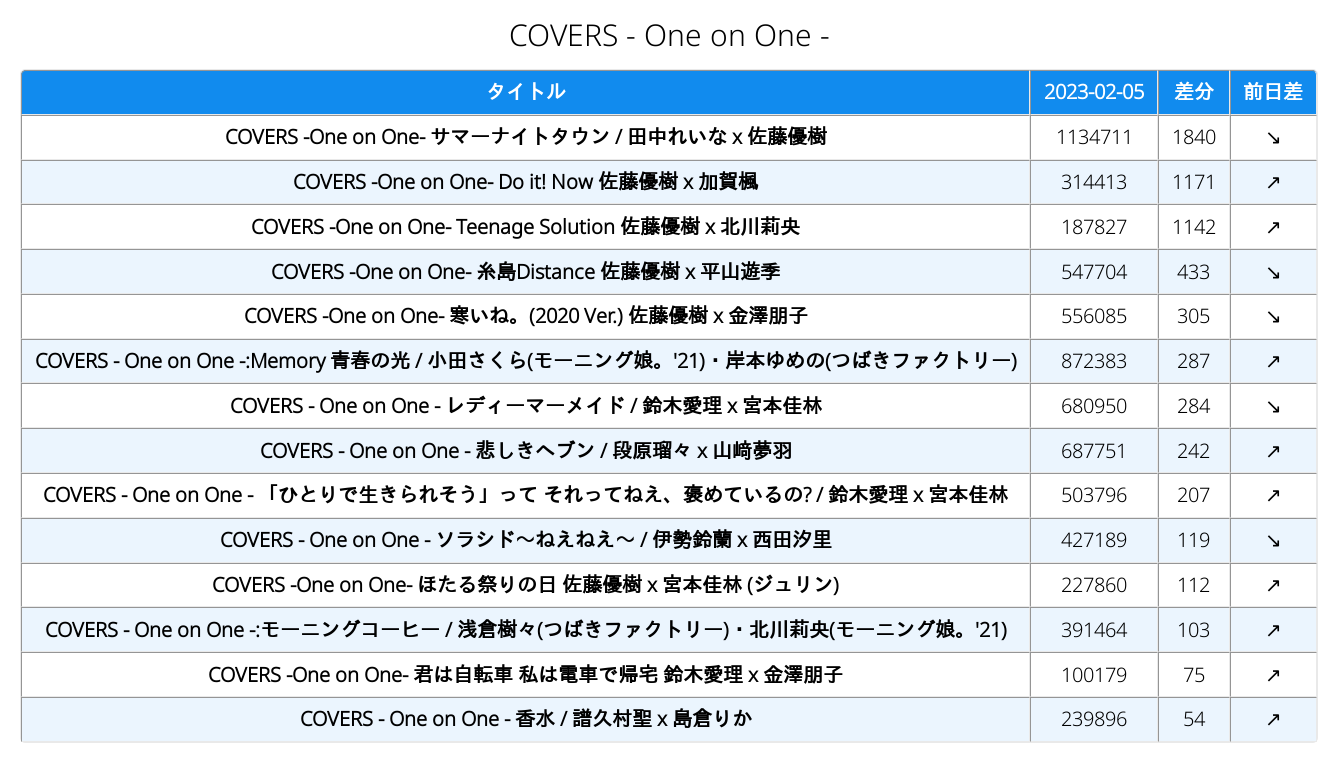 COVERS - One on One -
タイトル 2023-02-05 差分 前日差
COVERS -One on One- サマーナイトタウン / 田中れいな x 佐藤優樹 1134711 1840 ↘
COVERS -One on One- Do it! Now 佐藤優樹 x 加賀楓 314413 1171 ↗
COVERS -One on One- Teenage Solution 佐藤優樹 x 北川莉央 187827 1142 ↗
COVERS -One on One- 糸島Distance 佐藤優樹 x 平山遊季 547704 433 ↘
COVERS -One on One- 寒いね。(2020 Ver.) 佐藤優樹 x 金澤朋子 556085 305 ↘
COVERS - One on One -:Memory 青春の光 / 小田さくら(モーニング娘。'21)・岸本ゆめの(つばきファクトリー) 872383 287 ↗
COVERS - One on One - レディーマーメイド / 鈴木愛理 x 宮本佳林 680950 284 ↘
COVERS - One on One - 悲しきヘブン / 段原瑠々 x 山﨑夢羽 687751 242 ↗
COVERS - One on One - 「ひとりで生きられそう」って それってねえ、褒めているの? / 鈴木愛理 x 宮本佳林 503796 207 ↗
COVERS - One on One - ソラシド〜ねえねえ〜 / 伊勢鈴蘭 x 西田汐里 427189 119 ↘
COVERS -One on One- ほたる祭りの日 佐藤優樹 x 宮本佳林 (ジュリン) 227860 112 ↗
COVERS - One on One -:モーニングコーヒー / 浅倉樹々(つばきファクトリー)・北川莉央(モーニング娘。'21) 391464 103 ↗
COVERS -One on One- 君は自転車 私は電車で帰宅 鈴木愛理 x 金澤朋子 100179 75 ↗
COVERS - One on One - 香水 / 譜久村聖 x 島倉りか 239896 54 ↗